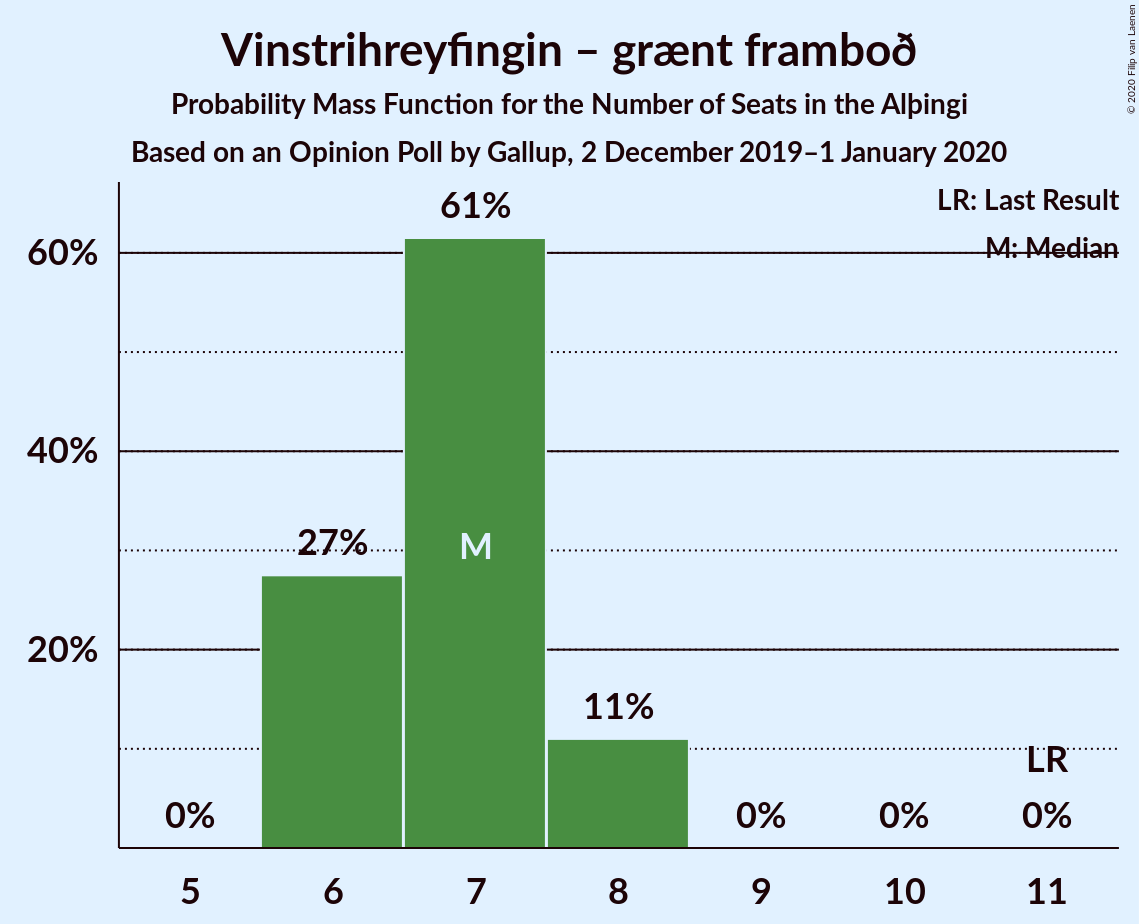 Vinstrihreyfingin – grænt framboð
Probability Mass Function for the Number of Seats in the Alþingi
Based on an Opinion Poll by Gallup, 2 December 2019–1 January 2020
© 2020 Filip van Laenen
LR: Last Result
M: Median
60%
40%
20%
0%
27%
61%
M
11%
0%
0%
LR
0%
5
6
7
8
9
10
11